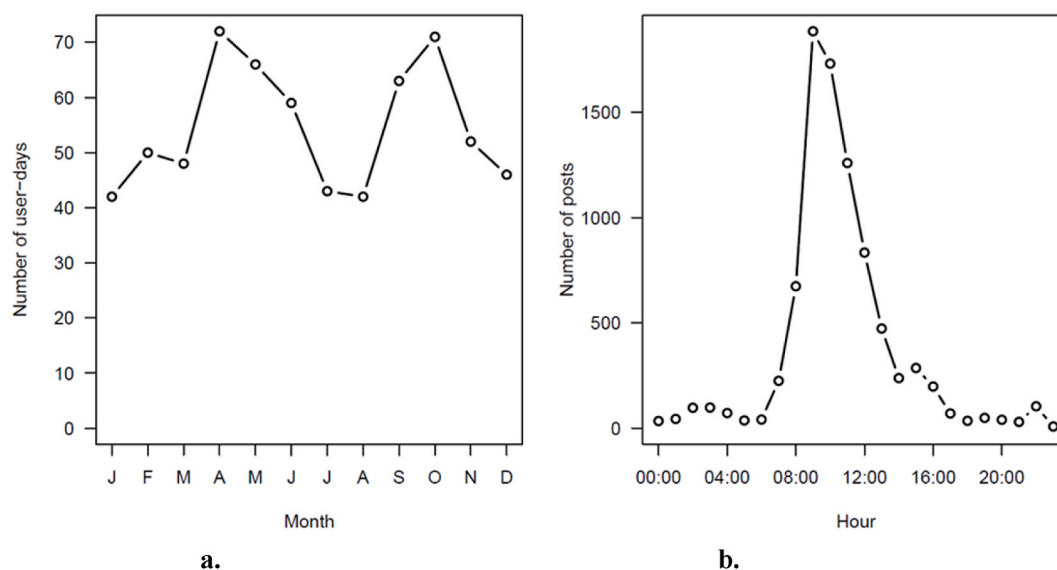 Number of user-days
70
60
50
40
30
20
10
0
J F M A M J J A S O N D
Month
a.
Number of posts
1500
1000
500
0
00:00 04:00 08:00 12:00 16:00 20:00
Hour
b.